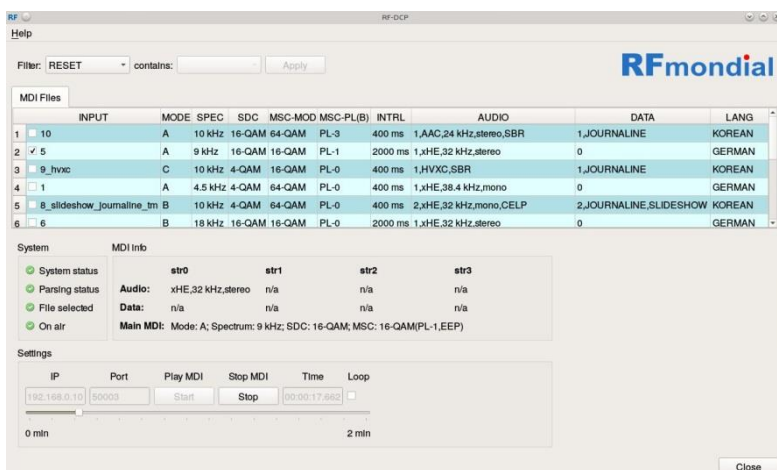 RF RF-DCP
Help
Filter: RESET contains: Apply
RFmondial
MDI Files
INPUT MODE SPEC SDC MSC-MOD MSC-PL(B) INTRL AUDIO DATA LANG
1 10 A 10 kHz 16-QAM 64-QAM PL-3 400 ms 1,AAC,24 kHz,stereo,SBR 1,JOURNALINE KOREAN
2 5 A 9 kHz 16-QAM 16-QAM PL-1 2000 ms 1,xHE,32 kHz,stereo 0 GERMAN
3 9_hvxc C 10 kHz 4-QAM 16-QAM PL-0 400 ms 1,HVXC,SBR 1,JOURNALINE KOREAN
4 1 A 4.5 kHz 4-QAM 64-QAM PL-0 400 ms 1,xHE,38.4 kHz,mono 0 GERMAN
5 8_slideshow_journaline_tm B 10 kHz 4-QAM 64-QAM PL-0 400 ms 2,xHE,32 kHz,mono,CELP 2,JOURNALINE,SLIDESHOW KOREAN
6 6 B 18 kHz 16-QAM 16-QAM PL-0 2000 ms 1,xHE,32 kHz,stereo 0 GERMAN
System MDI Info
System status str0 str1 str2 str3
Parsing status Audio: xHE,32 kHz,stereo n/a n/a n/a
File selected Data: n/a n/a n/a n/a
On air Main MDI: Mode: A; Spectrum: 9 kHz; SDC: 16-QAM; MSC: 16-QAM(PL-1,EEP)
Settings
IP Port Play MDI Stop MDI Time Loop
192.168.0.10 50003 Start Stop 00:00:17.662
0 min 2 min
Close